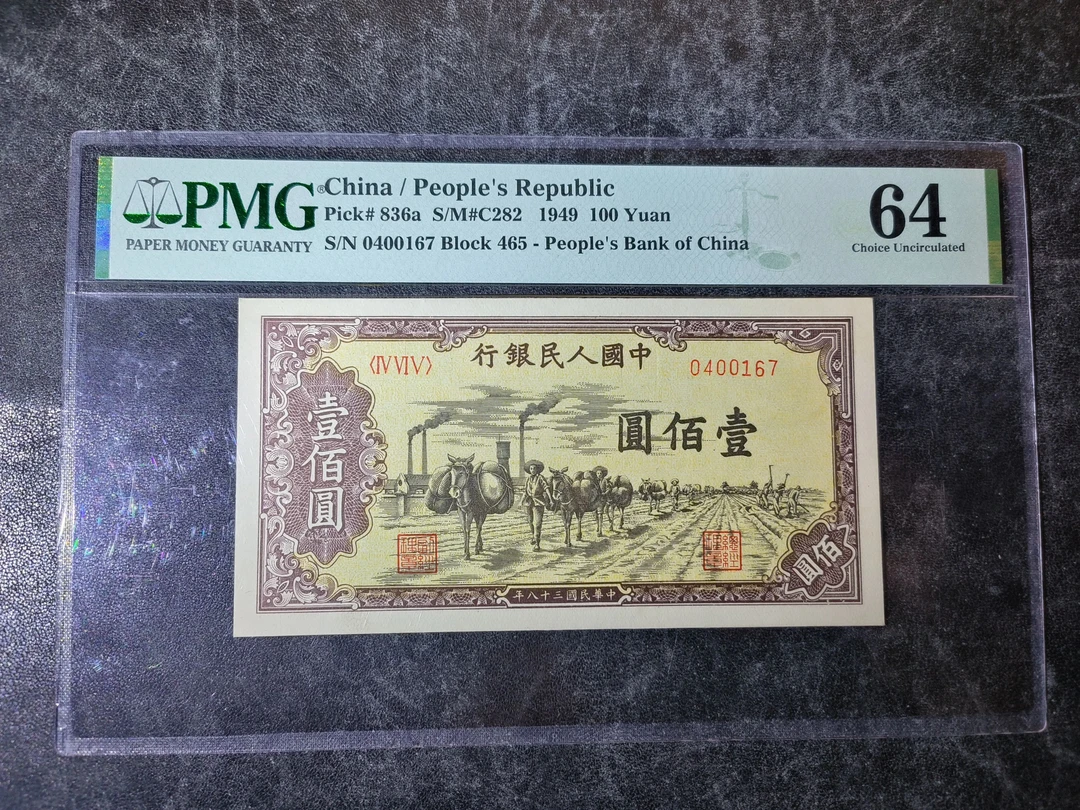 PMG®
PAPER MONEY GUARANTY
China / People's Republic
Pick# 836a S/M#C282 1949 100 Yuan
S/N 0400167 Block 465 - People's Bank of China
64
Choice Uncirculated
行銀民人國中
〈IV VI V〉
0400167
圓佰壹
壹佰圓
佰圓
年八十三國民華中